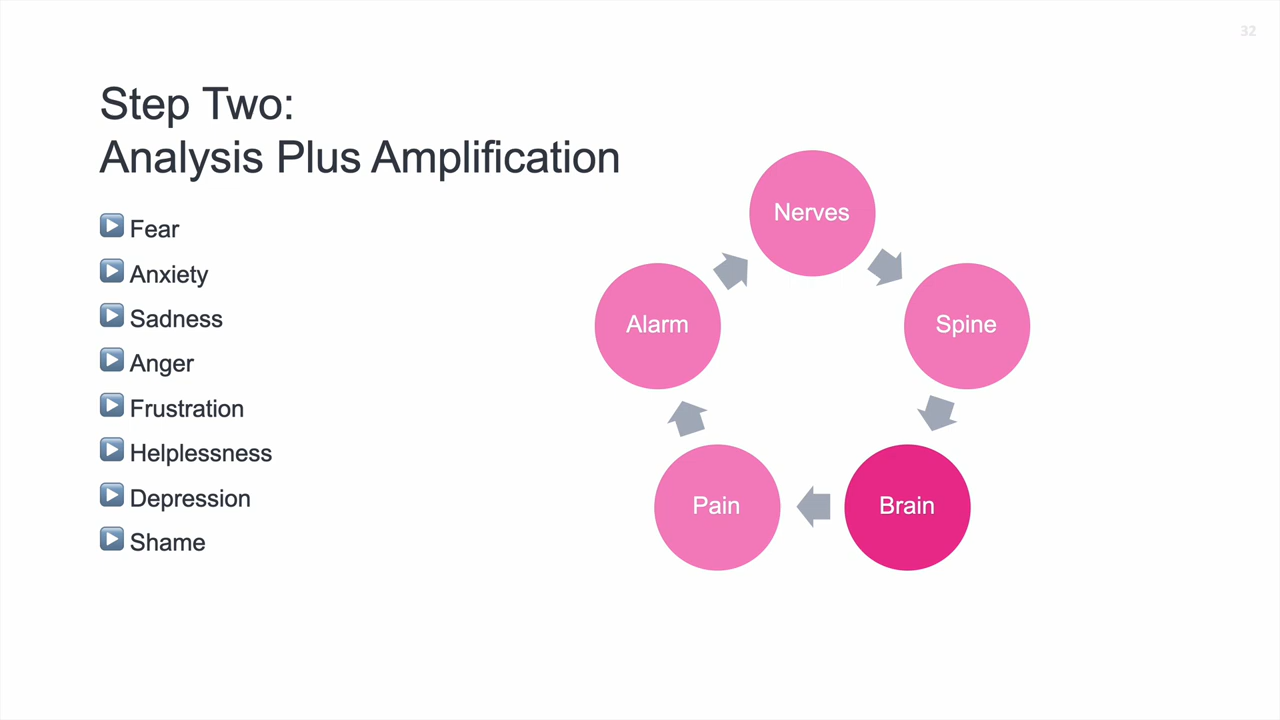 32
Step Two:
Analysis Plus Amplification
Fear
Anxiety
Sadness
Anger
Frustration
Helplessness
Depression
Shame
Nerves
Spine
Brain
Pain
Alarm